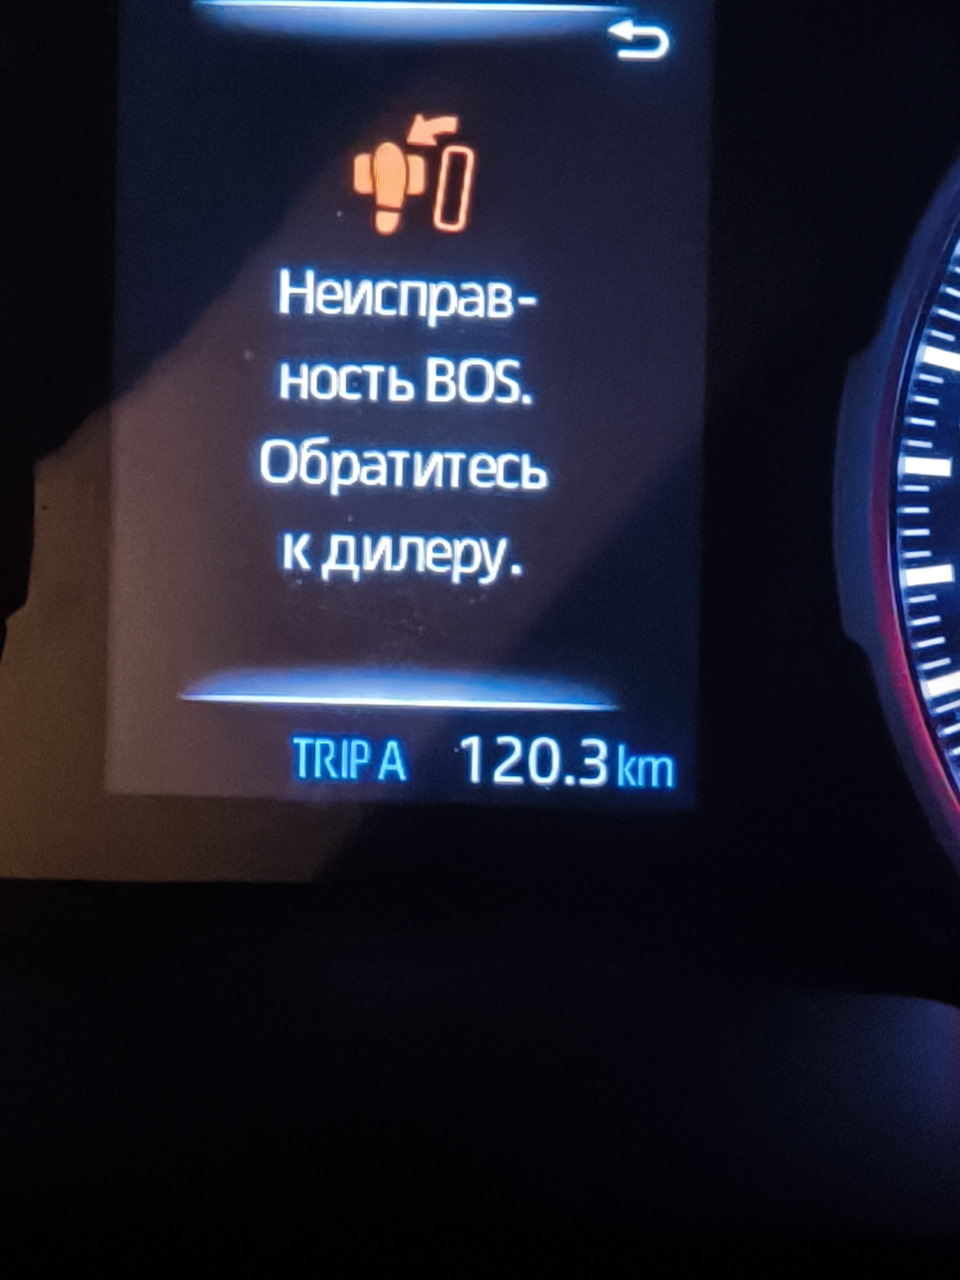 Неисправ-
ность BOS.
Обратитесь
к дилеру.
TRIP A 120.3 km